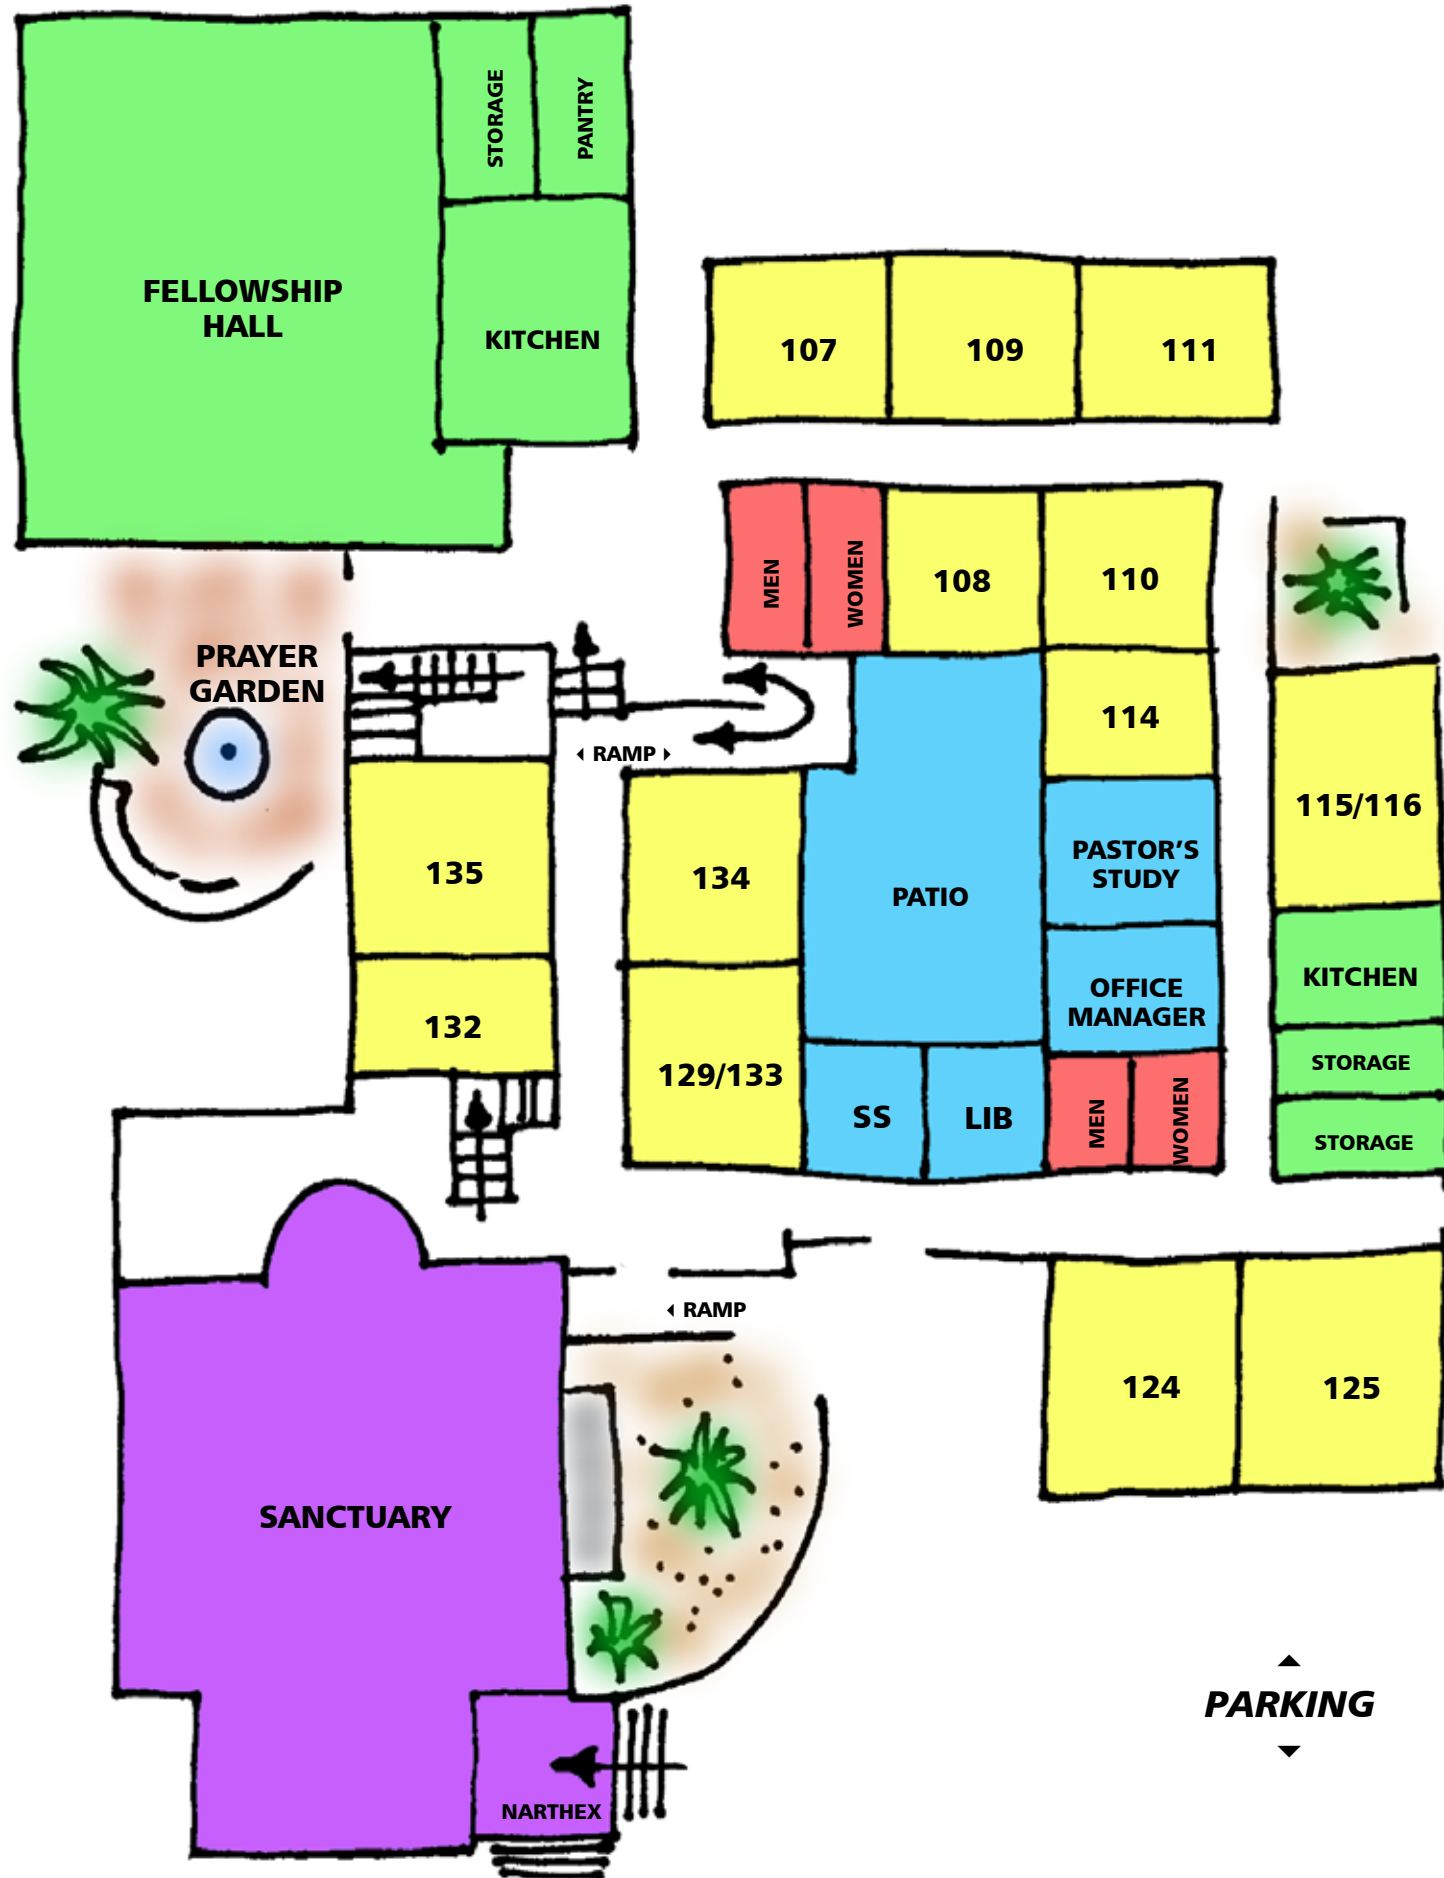 STORAGE
PANTRY
FELLOWSHIP
HALL
KITCHEN
107
109
111
MEN
WOMEN
108
110
PRAYER
GARDEN
RAMP
114
115/116
135
134
PATIO
PASTOR'S
STUDY
OFFICE
MANAGER
KITCHEN
132
129/133
STORAGE
SS
LIB
MEN
WOMEN
STORAGE
RAMP
124
125
SANCTUARY
PARKING
NARTHEX